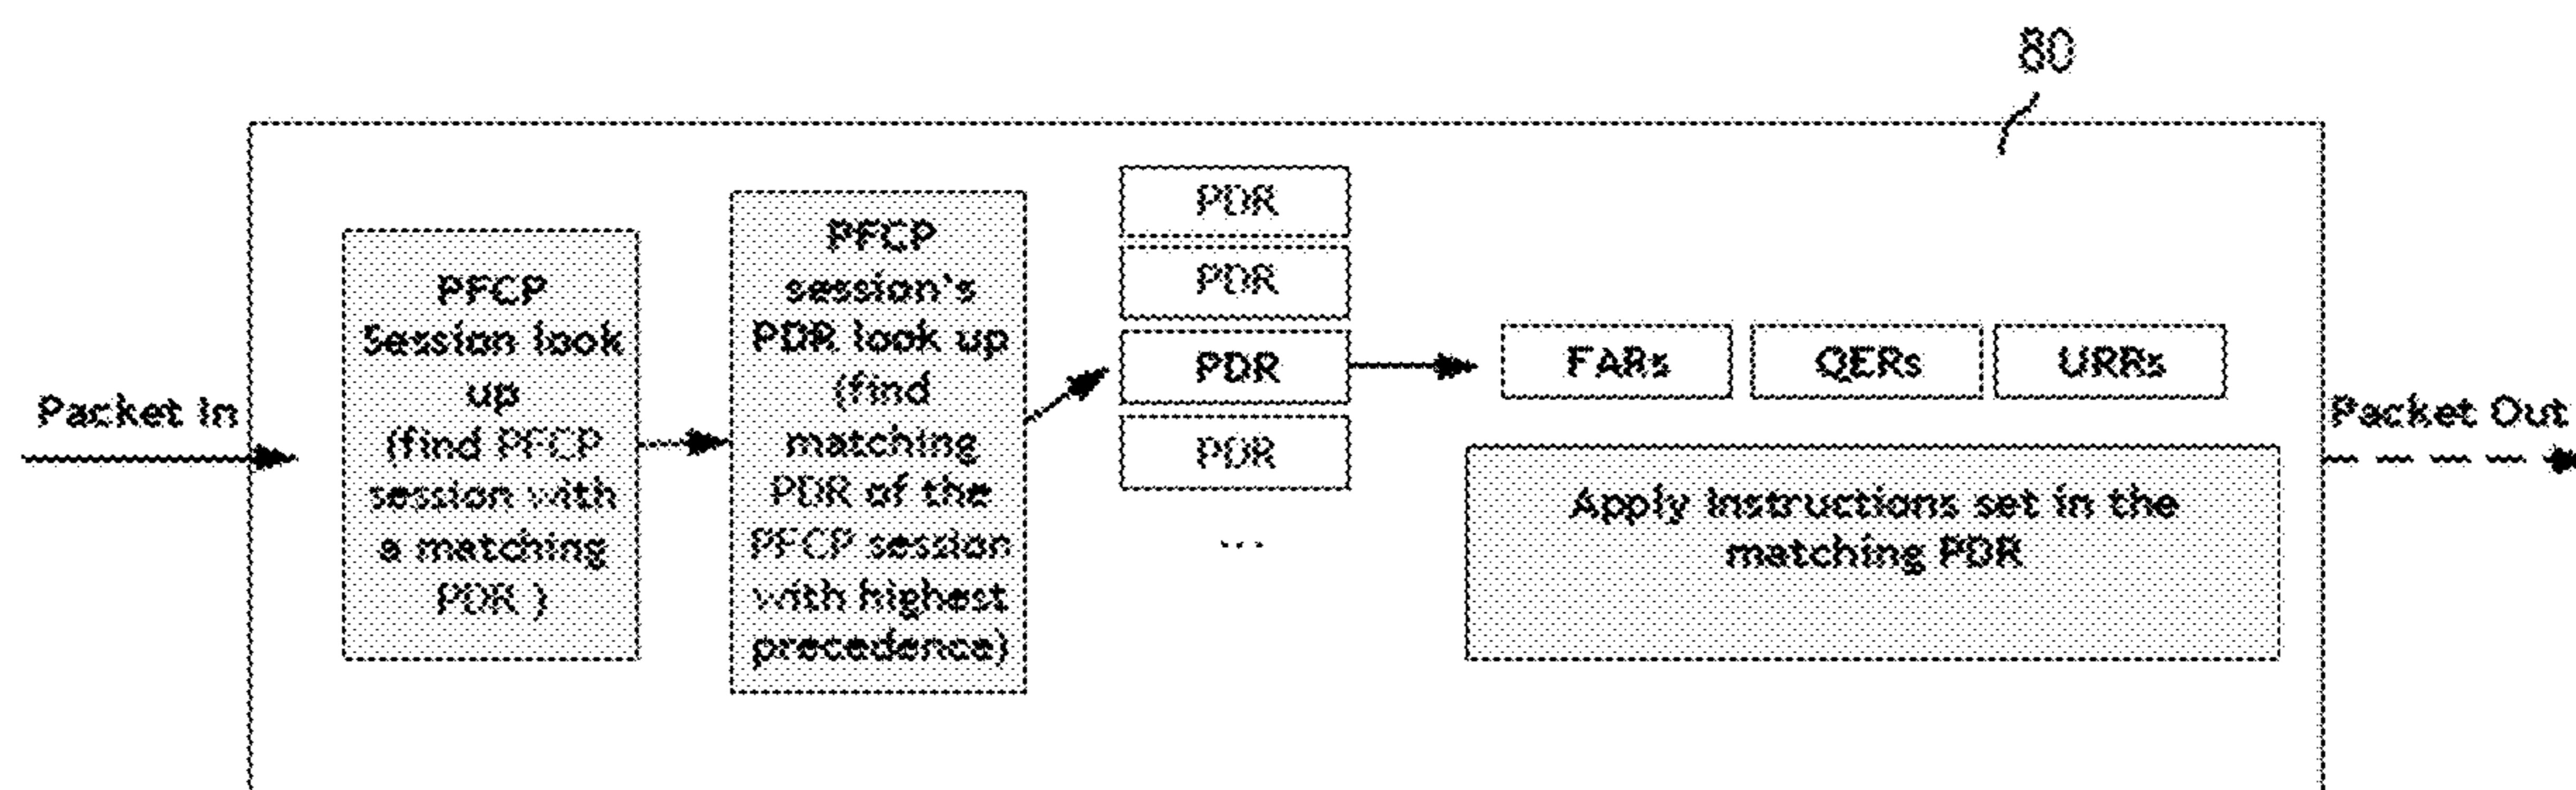 80
Packet In
PFCP
Session look
up
(find PFCP
session with
a matching
PDR )
PFCP
session's
PDR look up
(find
matching
PDR of the
PFCP session
with highest
precedence)
PDR
PDR
PDR
PDR
...
FARs
QERs
URRs
Apply Instructions set in the
matching PDR
Packet Out